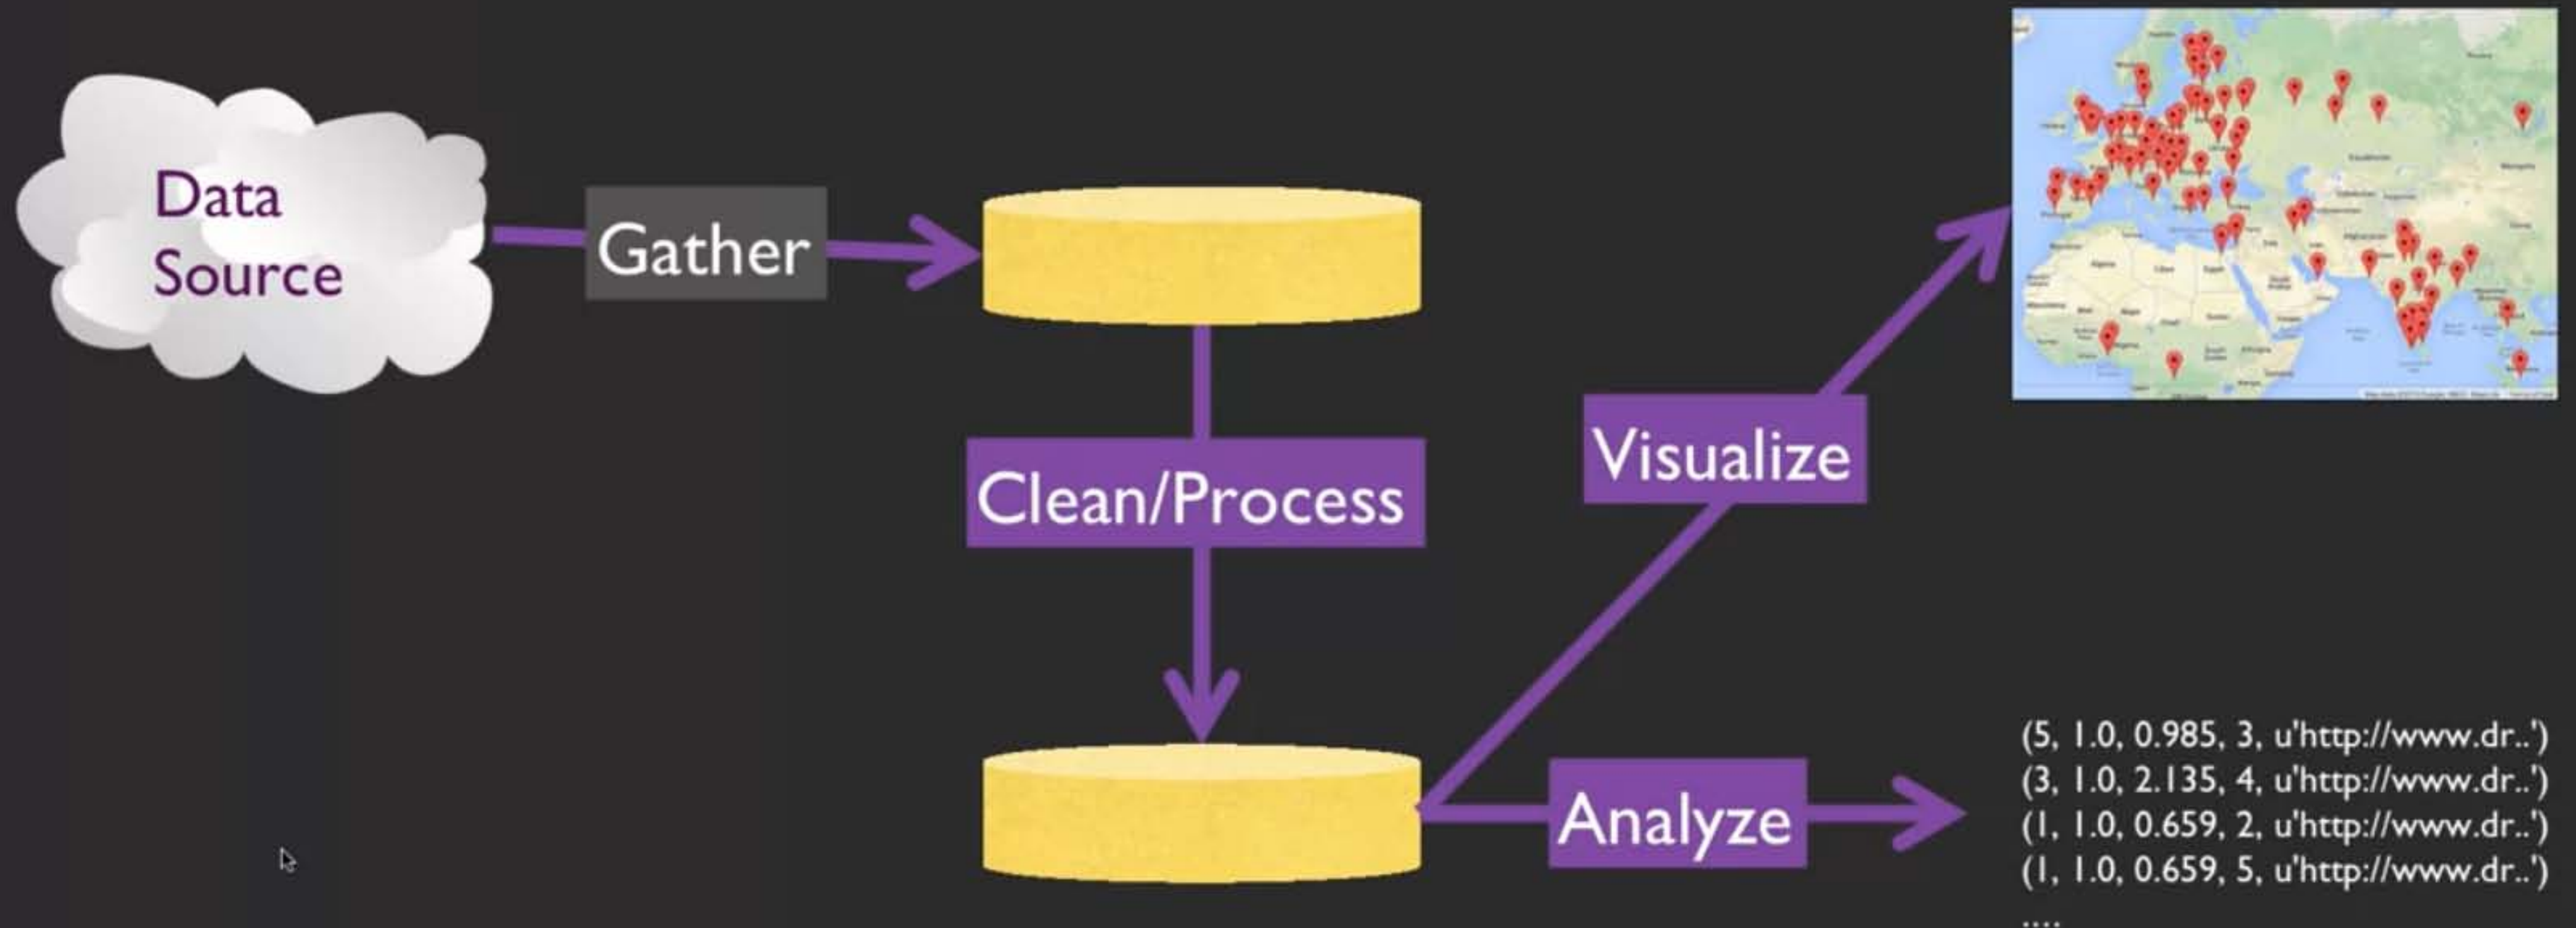 Data
Source
Gather
Clean/Process
Visualize
Analyze
(5, 1.0, 0.985, 3, u'http://www.dr..')
(3, 1.0, 2.135, 4, u'http://www.dr..')
(1, 1.0, 0.659, 2, u'http://www.dr..')
(1, 1.0, 0.659, 5, u'http://www.dr..')
....